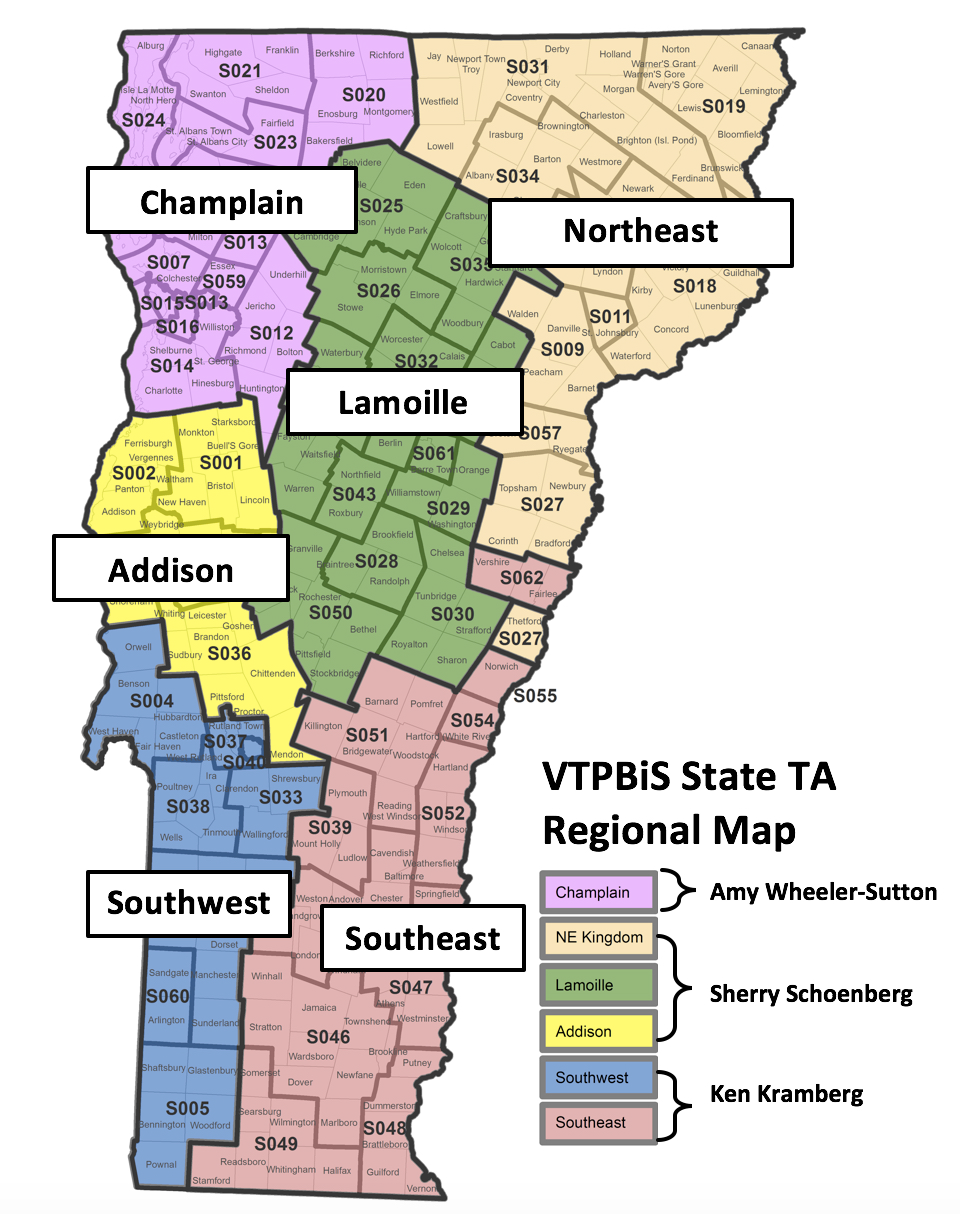 Alburg
Highgate
Franklin
Berkshire
Richford
S021
Isle La Motte
North Hero
Swanton
Sheldon
S020
Enosburg
Montgomery
S024
Fairfield
St. Albans Town
St. Albans City
S023
Bakersfield
Jay
Newport Town
Troy
Derby
S031
Holland
Norton
Canaan
Warner'S Grant
Warren'S Gore
Avery'S Gore
Averill
Newport City
Coventry
Morgan
Westfield
Lewis
S019
Lemington
Charleston
Brownington
Irasburg
Bloomfield
Brighton (Isl. Pond)
Lowell
Barton
Westmore
Brunswick
Albany
S034
Ferdinand
Newark
Belvidere
Eden
Champlain
S025
Hyde Park
Craftsbury
Northeast
Cambridge
Milton
S013
Wolcott
S035
Standard
S007
Essex
Colchester
S059
Underhill
Morristown
Hardwick
Lyndon
Victory
Guildhall
S018
Kirby
S015
S013
S026
Elmore
Jericho
Stowe
Lunenburg
S016
Williston
S012
Woodbury
Walden
S011
St. Johnsbury
Concord
Danville
S009
Waterford
Shelburne
Richmond
Bolton
Worcester
Waterbury
Cabot
S014
St. George
S032
Calais
Peacham
Charlotte
Hinesburg
Huntington
Barnet
Lamoille
Starksboro
Monkton
Ferrisburgh
Buell'S Gore
Fayston
Berlin
S057
Vergennes
S002
S001
Waitsfield
S061
Barre Town
Orange
Ryegate
Waltham
Panton
Bristol
Warren
Northfield
S043
Williamstown
Topsham
Newbury
New Haven
Lincoln
Addison
Roxbury
S029
S027
Weybridge
Washington
Brookfield
Corinth
Bradford
Addison
Granville
Braintree
S028
Chelsea
Vershire
S062
Randolph
Fairlee
Shoreham
Rochester
Tunbridge
Whiting
Leicester
S050
S030
Thetford
Goshen
Bethel
Strafford
S027
Orwell
Brandon
Sudbury
S036
Royalton
Pittsfield
Sharon
Norwich
Benson
Chittenden
Stockbridge
S004
S055
Pittsford
Barnard
Pomfret
Hubbardton
Proctor
Killington
S054
West Haven
Castleton
Rutland Town
S051
Hartford (White Rive
Fair Haven
S037
Bridgewater
West Rutland
S040
Mendon
Woodstock
Hartland
Ira
Shrewsbury
Poultney
Clarendon
S033
Plymouth
S038
Reading
West Windsor
S052
S039
Windsor
Wells
Tinmouth
Wallingford
Mount Holly
Ludlow
Cavendish
Weathersfield
Baltimore
Weston
Andover
Chester
Springfield
Southwest
Southeast
Dorset
Sandgate
Manchester
Winhall
S047
S060
Athens
Jamaica
Arlington
Sunderland
Stratton
Townshend
Westminster
S046
Wardsboro
Brookline
Putney
Shaftsbury
Glastenbury
Somerset
Dover
Newfane
S005
Searsburg
Dummerston
Bennington
Woodford
Wilmington
Marlboro
S048
S049
Brattleboro
Pownal
Readsboro
Whitingham
Halifax
Guilford
Stamford
Vernon
VTPBiS State TA
Regional Map
Champlain
Amy Wheeler-Sutton
NE Kingdom
Lamoille
Sherry Schoenberg
Addison
Southwest
Ken Kramberg
Southeast